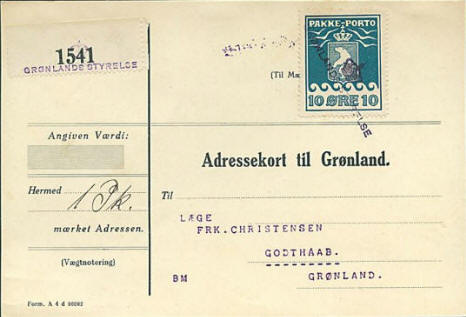 1541
GRØNLANDS STYRELSE
PAKKE-PORTO
10 ØRE 10
(Til Mæ
Angiven Værdi:
Adressekort til Grønland.
Hermed 1 Pk.
mærket Adressen.
(Vægtnotering)
Til
LÆGE
FRK. CHRISTENSEN
GODTHAAB.
BM GRØNLAND.
Form. A 4 d